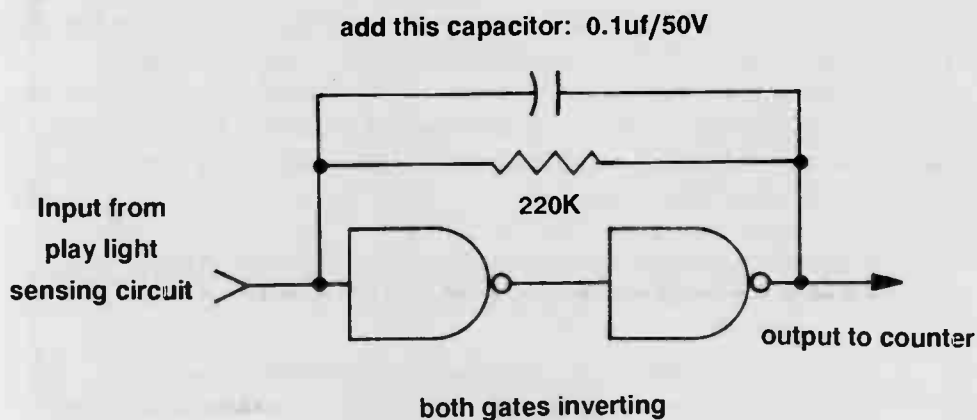 add this capacitor: 0.1uf/50V
220K
Input from
play light
sensing circuit
output to counter
both gates inverting